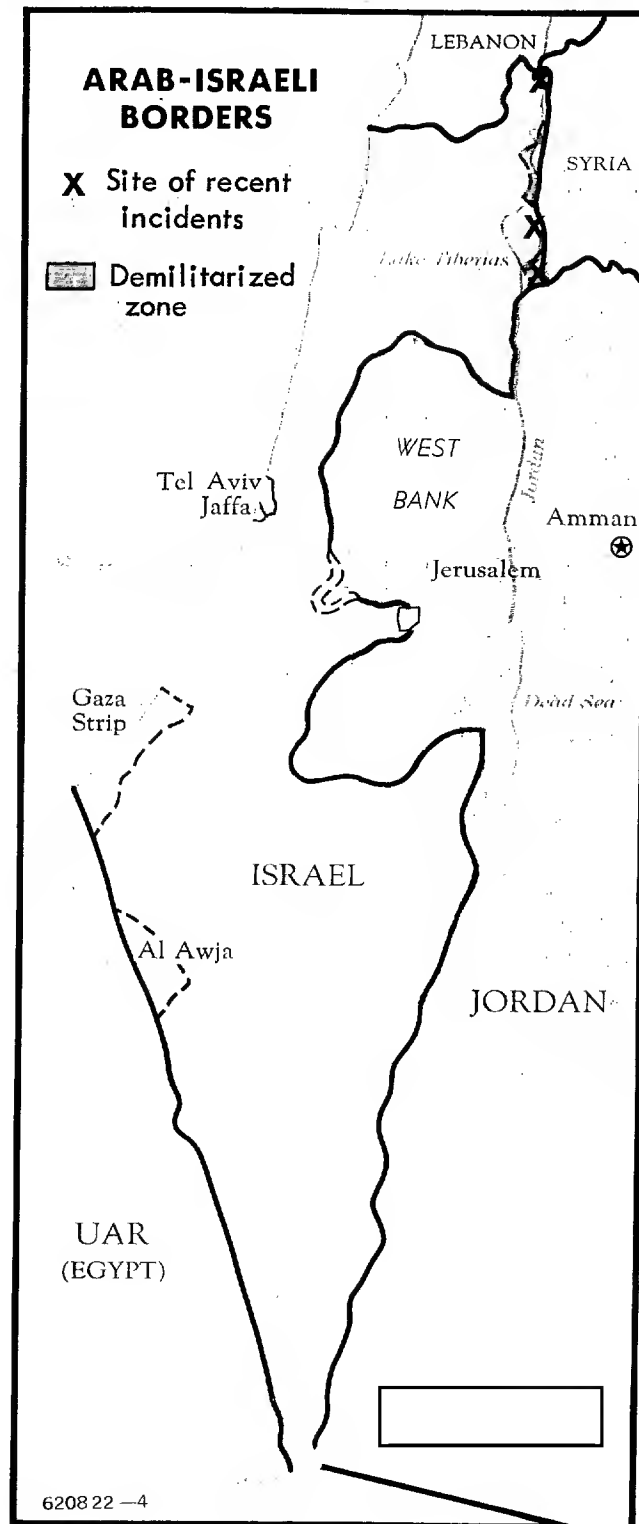 LEBANON
ARAB-ISRAELI
BORDERS
X Site of recent
incidents
SYRIA
Demilitarized
zone
Lake Tiberias
WEST
BANK
Jordan
Tel Aviv
Jaffa
Amman
Jerusalem
Gaza
Strip
Dead Sea
ISRAEL
Al Awja
JORDAN
UAR
(EGYPT)
620822—4